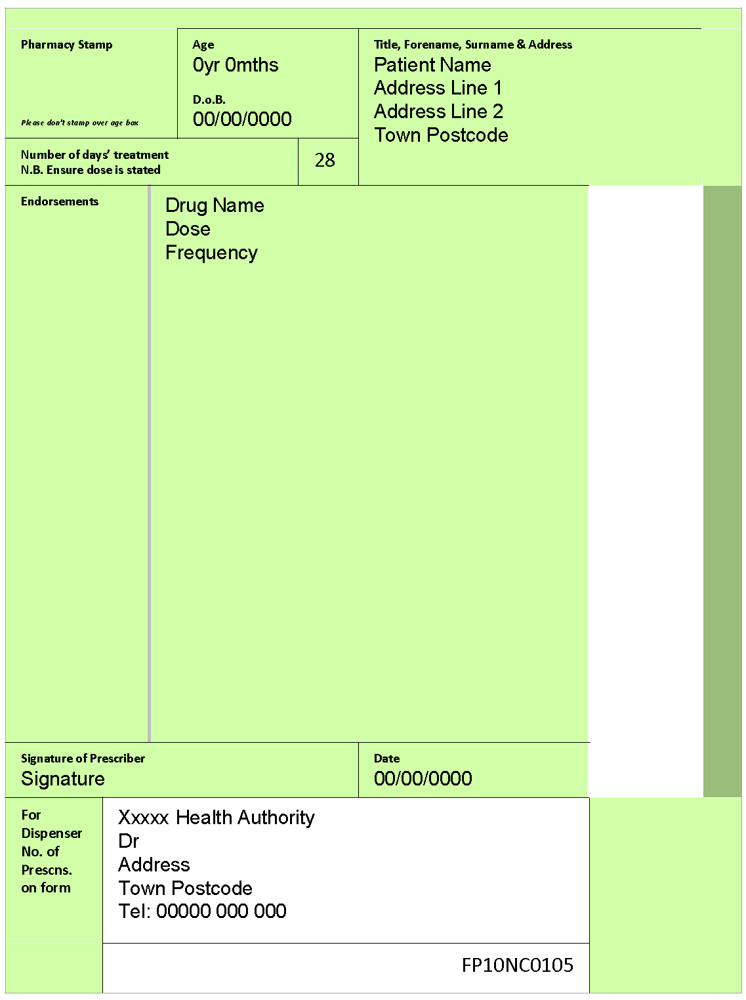 Pharmacy Stamp
Please don't stamp over age box
Age
0yr 0mths
D.o.B.
00/00/0000
Title, Forename, Surname & Address
Patient Name
Address Line 1
Address Line 2
Town Postcode
Number of days' treatment
N.B. Ensure dose is stated
28
Endorsements
Drug Name
Dose
Frequency
Signature of Prescriber
Signature
Date
00/00/0000
For
Dispenser
No. of
Prescns.
on form
Xxxxx Health Authority
Dr
Address
Town Postcode
Tel: 00000 000 000
FP10NC0105